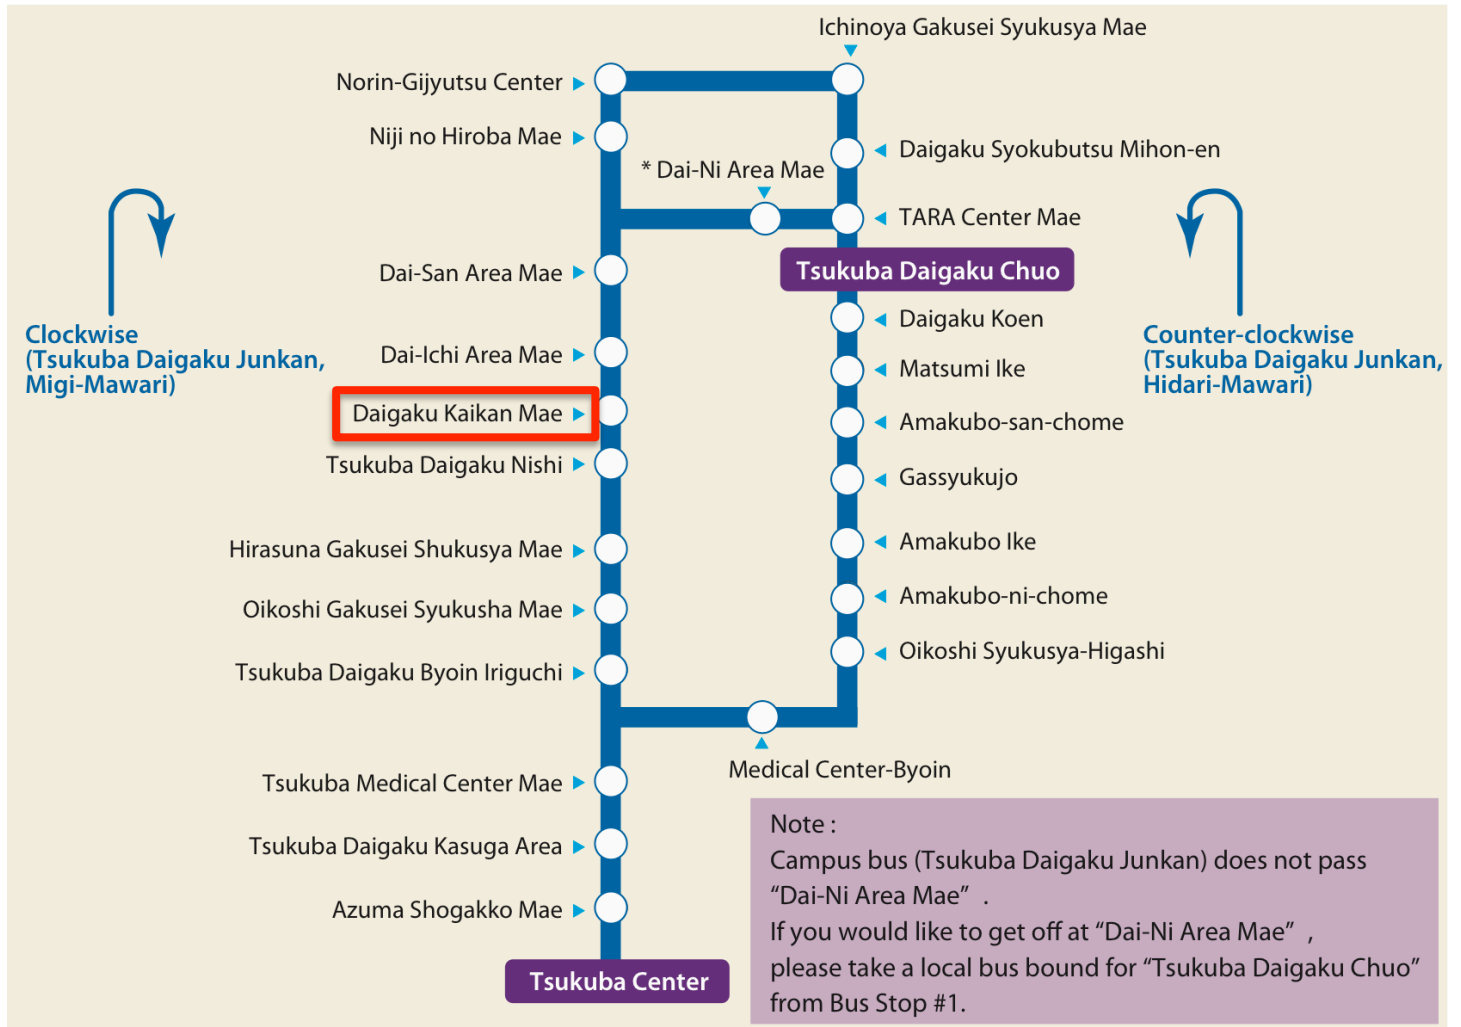 Ichinoya Gakusei Syukusya Mae
Norin-Gijyutsu Center
Niji no Hiroba Mae
Daigaku Syokubutsu Mihon-en
* Dai-Ni Area Mae
TARA Center Mae
Dai-San Area Mae
Tsukuba Daigaku Chuo
Daigaku Koen
Clockwise
(Tsukuba Daigaku Junkan,
Migi-Mawari)
Counter-clockwise
(Tsukuba Daigaku Junkan,
Hidari-Mawari)
Dai-Ichi Area Mae
Matsumi Ike
Daigaku Kaikan Mae
Amakubo-san-chome
Tsukuba Daigaku Nishi
Gassyukujo
Hirasuna Gakusei Shukusya Mae
Amakubo Ike
Oikoshi Gakusei Syukusha Mae
Amakubo-ni-chome
Tsukuba Daigaku Byoin Iriguchi
Oikoshi Syukusya-Higashi
Medical Center-Byoin
Tsukuba Medical Center Mae
Tsukuba Daigaku Kasuga Area
Azuma Shogakko Mae
Tsukuba Center
Note :
Campus bus (Tsukuba Daigaku Junkan) does not pass
“Dai-Ni Area Mae” .
If you would like to get off at “Dai-Ni Area Mae” ,
please take a local bus bound for “Tsukuba Daigaku Chuo”
from Bus Stop #1.